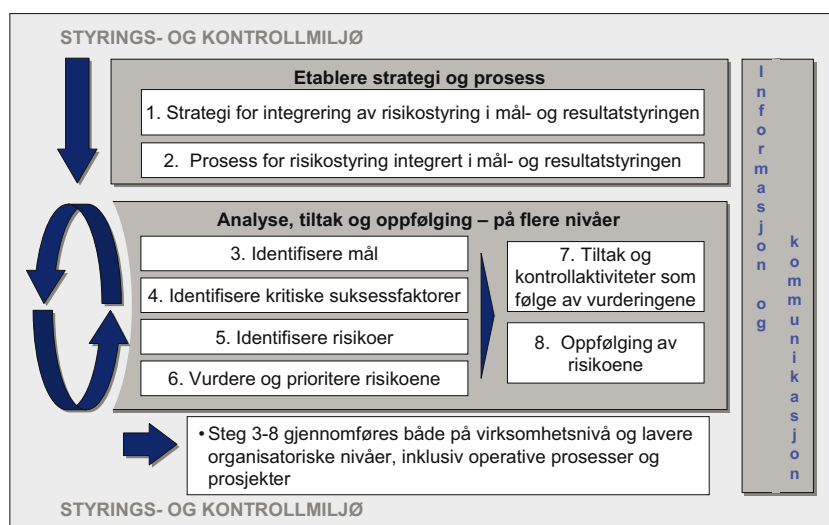 STYRINGS- OG KONTROLLMILJØ
Etablere strategi og prosess
1. Strategi for integrering av risikostyring i mål- og resultatstyringen
2. Prosess for risikostyring integrert i mål- og resultatstyringen
Analyse, tiltak og oppfølging – på flere nivåer
3. Identifisere mål
4. Identifisere kritiske suksessfaktorer
5. Identifisere risikoer
6. Vurdere og prioritere risikoene
7. Tiltak og
kontrollaktiviteter som
følge av vurderingene
8. Oppfølging av
risikoene
• Steg 3-8 gjennomføres både på virksomhetsnivå og lavere
organisatoriske nivåer, inklusiv operative prosesser og
prosjekter
STYRINGS- OG KONTROLLMILJØ
Informasjon og
kommunikasjon